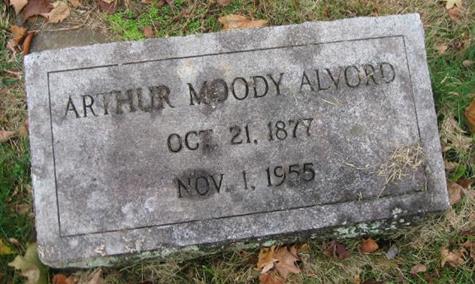 ARTHUR MOODY ALVORD
OCT. 21, 1877
NOV. 1, 1955